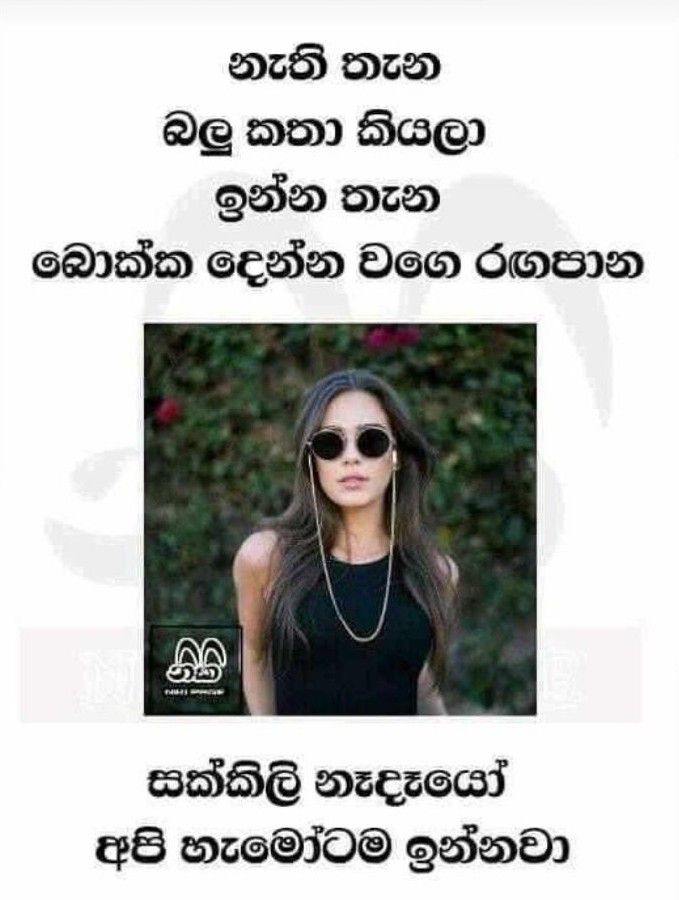 නැති තැන
බලු කතා කියලා
ඉන්න තැන
බොක්ක දෙන්න වගෙ රඟපාන
නිකි
සක්කිලි නෑදෑයෝ
අපි හැමෝටම ඉන්නවා